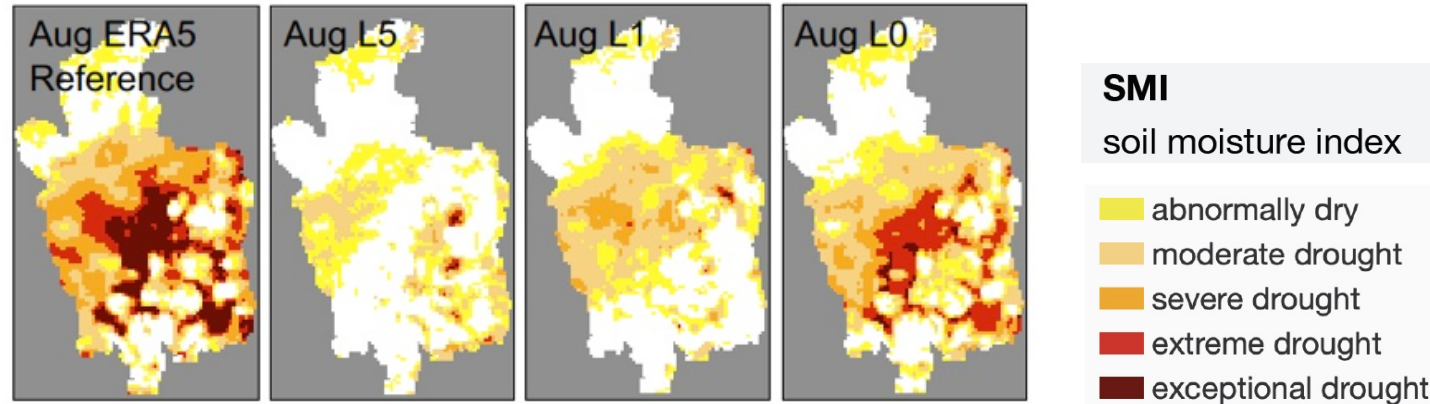 Aug ERA5
Reference
Aug L5
Aug L1
Aug L0
SMI
soil moisture index
abnormally dry
moderate drought
severe drought
extreme drought
exceptional drought